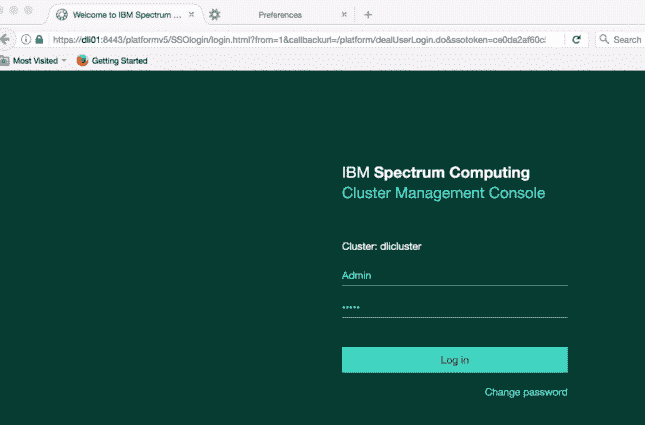 Welcome to IBM Spectrum ...
Preferences
https://dli01:8443/platformv5/SSOlogin/login.html?from=1&callbackurl=/platform/dealUserLogin.do&ssotoken=ce0da2af60c
Search
Most Visited
Getting Started
IBM Spectrum Computing
Cluster Management Console
Cluster: dlicluster
Admin
•••••
Log in
Change password